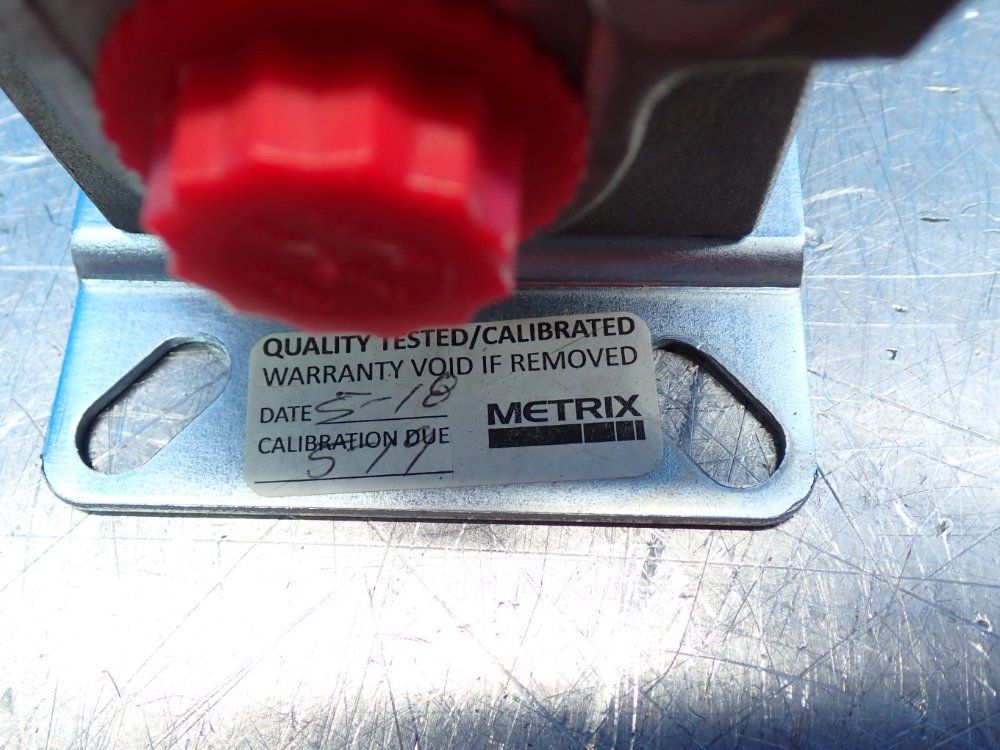 QUALITY TESTED/CALIBRATED
WARRANTY VOID IF REMOVED
DATE 5-18
METRIX
CALIBRATION DUE
5-19